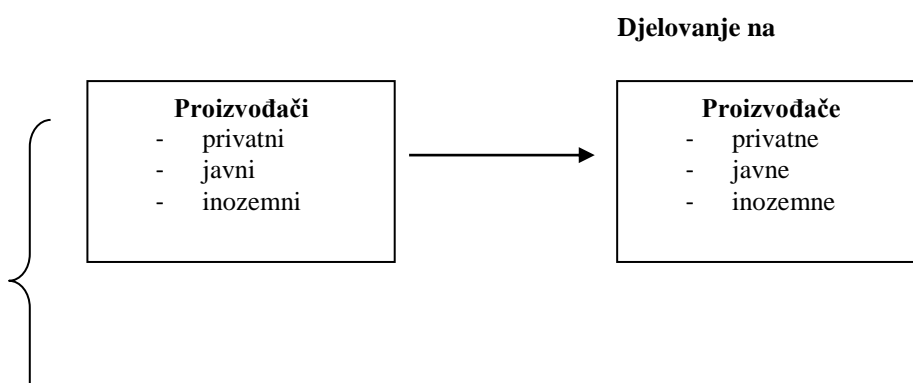 Djelovanje na
Proizvođači
- privatni
- javni
- inozemni
Proizvođače
- privatne
- javne
- inozemne